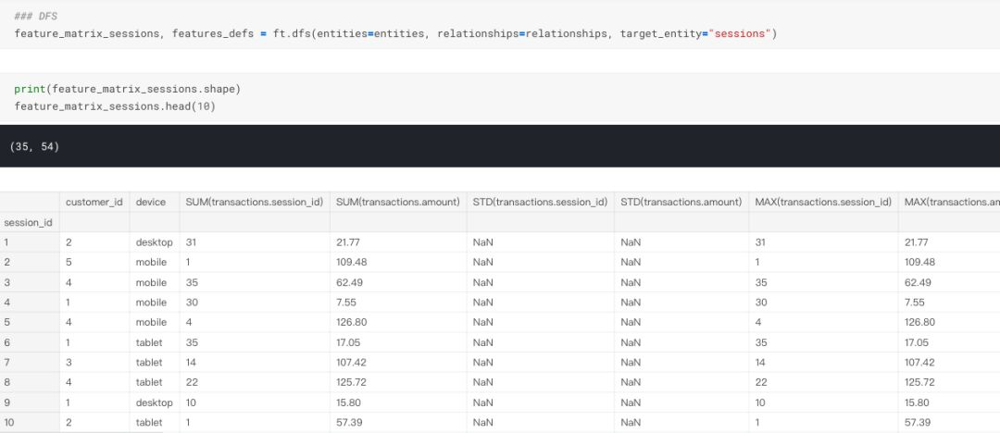 ### DFS
feature_matrix_sessions, features_defs = ft.dfs(entities=entities, relationships=relationships, target_entity="sessions")
print(feature_matrix_sessions.shape)
feature_matrix_sessions.head(10)
(35, 54)
customer_id device SUM(transactions.session_id) SUM(transactions.amount) STD(transactions.session_id) STD(transactions.amount) MAX(transactions.session_id) MAX(transactions.am
session_id
1 2 desktop 31 21.77 NaN NaN 31 21.77
2 5 mobile 1 109.48 NaN NaN 1 109.48
3 4 mobile 35 62.49 NaN NaN 35 62.49
4 1 mobile 30 7.55 NaN NaN 30 7.55
5 4 mobile 4 126.80 NaN NaN 4 126.80
6 1 tablet 35 17.05 NaN NaN 35 17.05
7 3 tablet 14 107.42 NaN NaN 14 107.42
8 4 tablet 22 125.72 NaN NaN 22 125.72
9 1 desktop 10 15.80 NaN NaN 10 15.80
10 2 tablet 1 57.39 NaN NaN 1 57.39